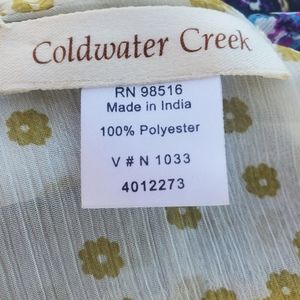 Coldwater Creek
RN 98516
Made in India
100% Polyester
V # N 1033
4012273